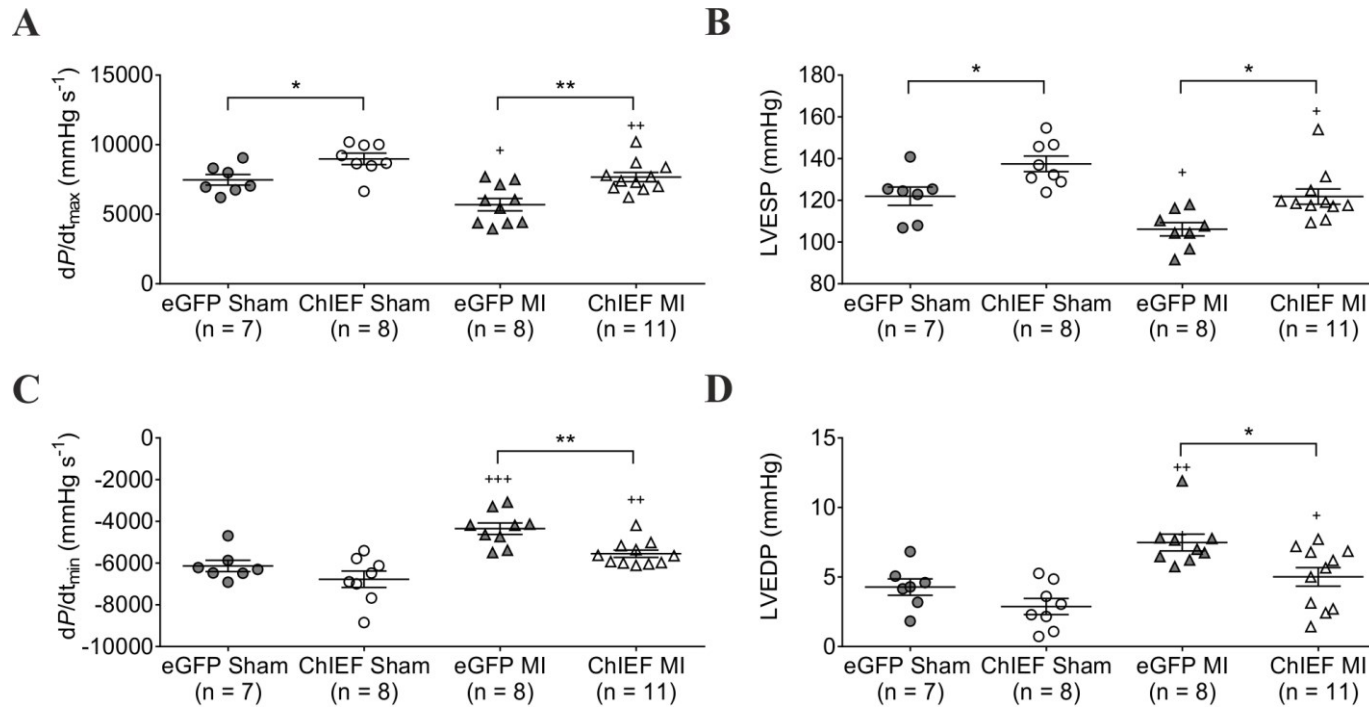 A
dP/dtmax (mmHg s⁻¹)
15000
10000
5000
0
*
**
+
++
eGFP Sham ChIEF Sham eGFP MI ChIEF MI
(n = 7) (n = 8) (n = 8) (n = 11)
B
LVESP (mmHg)
180
160
140
120
100
80
*
*
+
+
eGFP Sham ChIEF Sham eGFP MI ChIEF MI
(n = 7) (n = 8) (n = 8) (n = 11)
C
dP/dtmin (mmHg s⁻¹)
0
-2000
-4000
-6000
-8000
-10000
**
+++
++
eGFP Sham ChIEF Sham eGFP MI ChIEF MI
(n = 7) (n = 8) (n = 8) (n = 11)
D
LVEDP (mmHg)
15
10
5
0
*
++
+
eGFP Sham ChIEF Sham eGFP MI ChIEF MI
(n = 7) (n = 8) (n = 8) (n = 11)